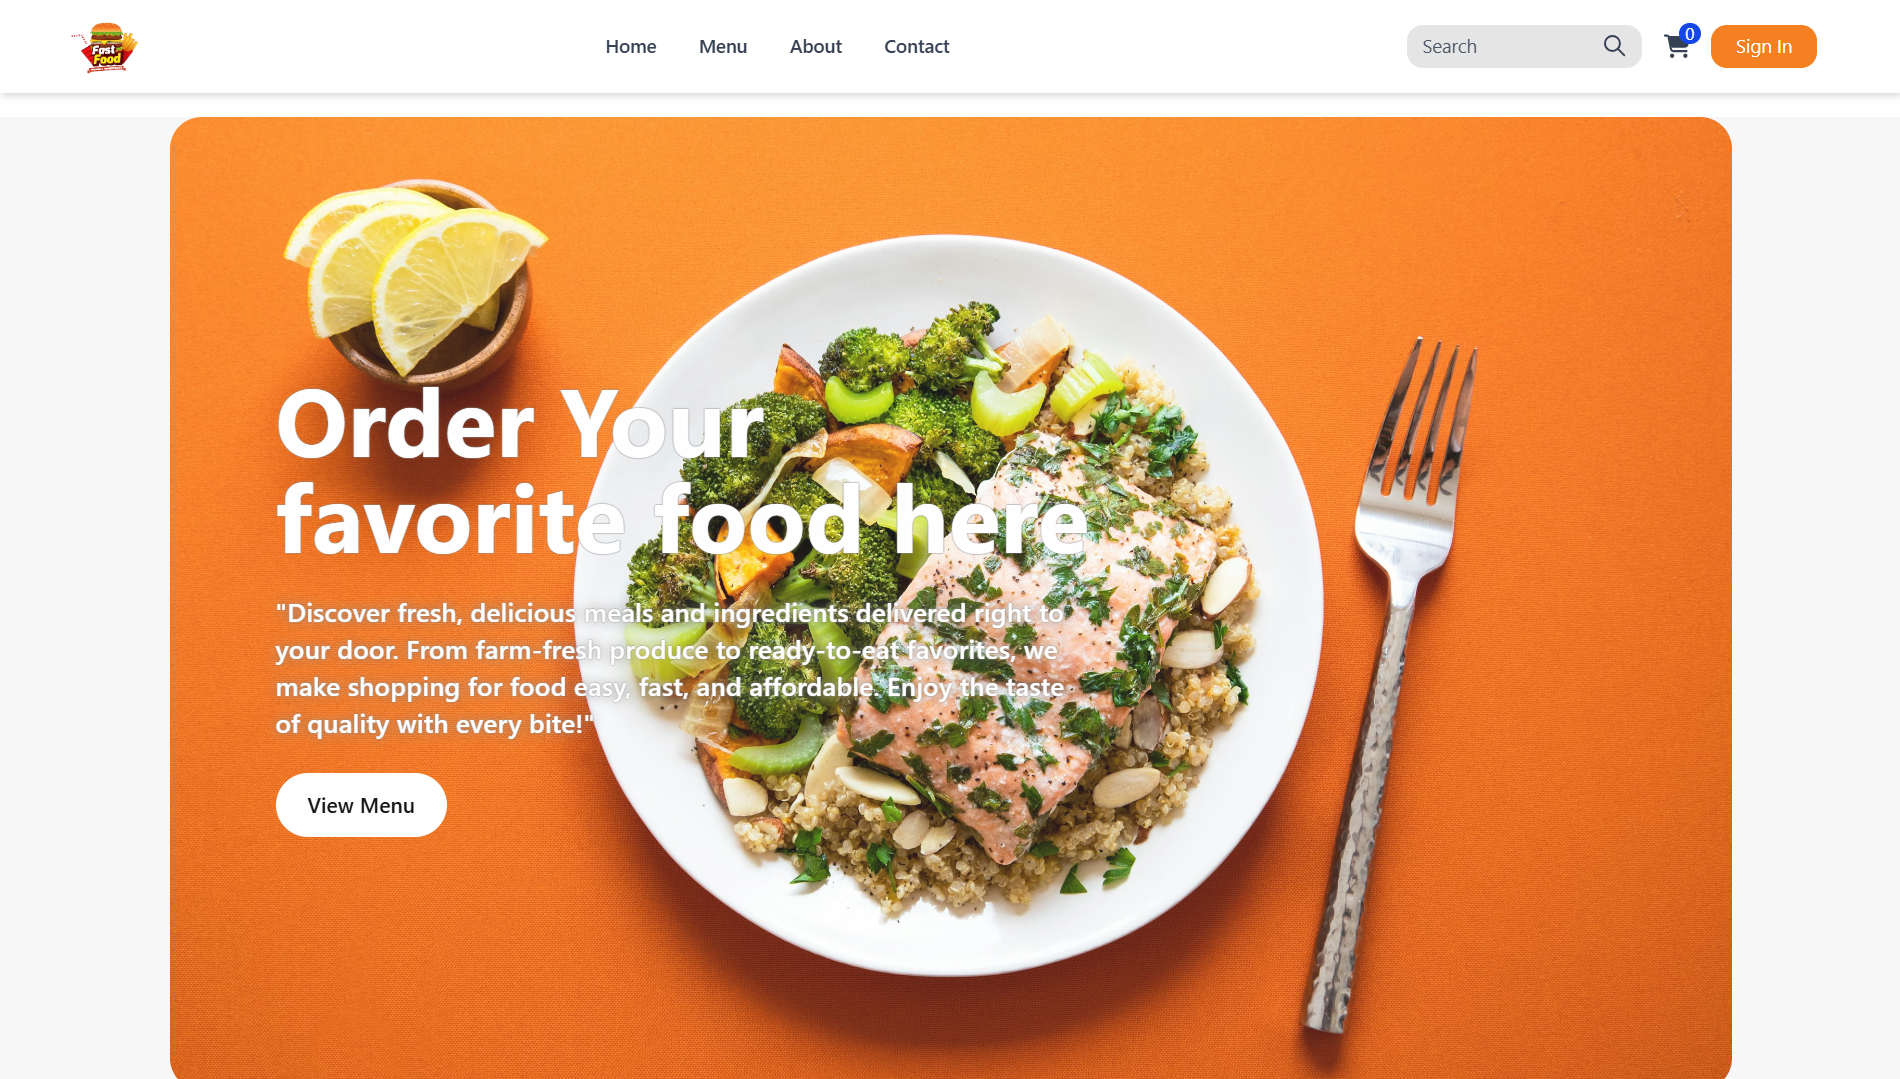 Fast
Food
Home
Menu
About
Contact
Search
0
Sign In
Order Your
favorite food here
"Discover fresh, delicious meals and ingredients delivered right to
your door. From farm-fresh produce to ready-to-eat favorites, we
make shopping for food easy, fast, and affordable. Enjoy the taste
of quality with every bite!"
View Menu